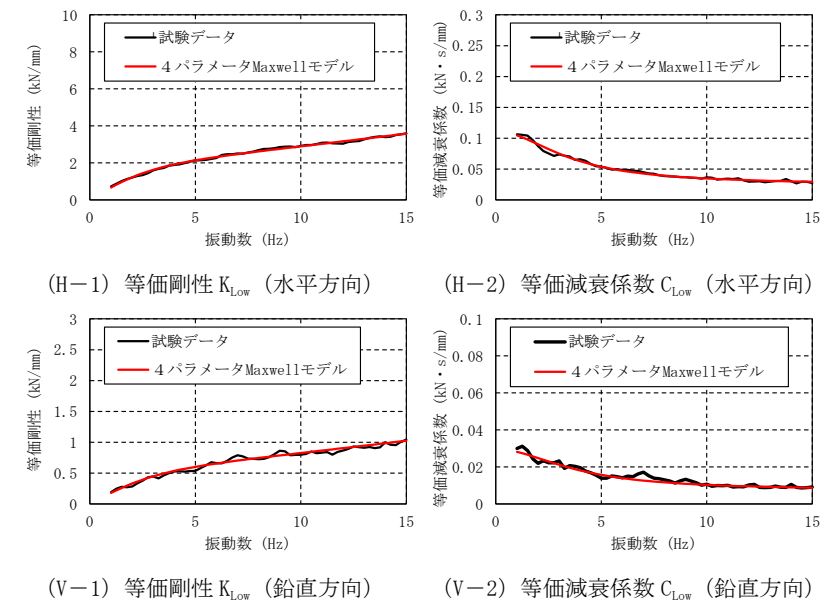 10
8
6
4
2
0
0
5
10
15
等価剛性 (kN/mm)
振動数 (Hz)
試験データ
４パラメータMaxwellモデル
0.3
0.25
0.2
0.15
0.1
0.05
0
0
5
10
15
等価減衰係数 (kN・s/mm)
振動数 (Hz)
試験データ
４パラメータMaxwellモデル
(H－1) 等価剛性 KLow (水平方向)
(H－2) 等価減衰係数 CLow (水平方向)
3
2.5
2
1.5
1
0.5
0
0
5
10
15
等価剛性 (kN/mm)
振動数 (Hz)
試験データ
４パラメータMaxwellモデル
0.1
0.08
0.06
0.04
0.02
0
0
5
10
15
等価減衰係数 (kN・s/mm)
振動数 (Hz)
試験データ
４パラメータMaxwellモデル
(V－1) 等価剛性 KLow (鉛直方向)
(V－2) 等価減衰係数 CLow (鉛直方向)